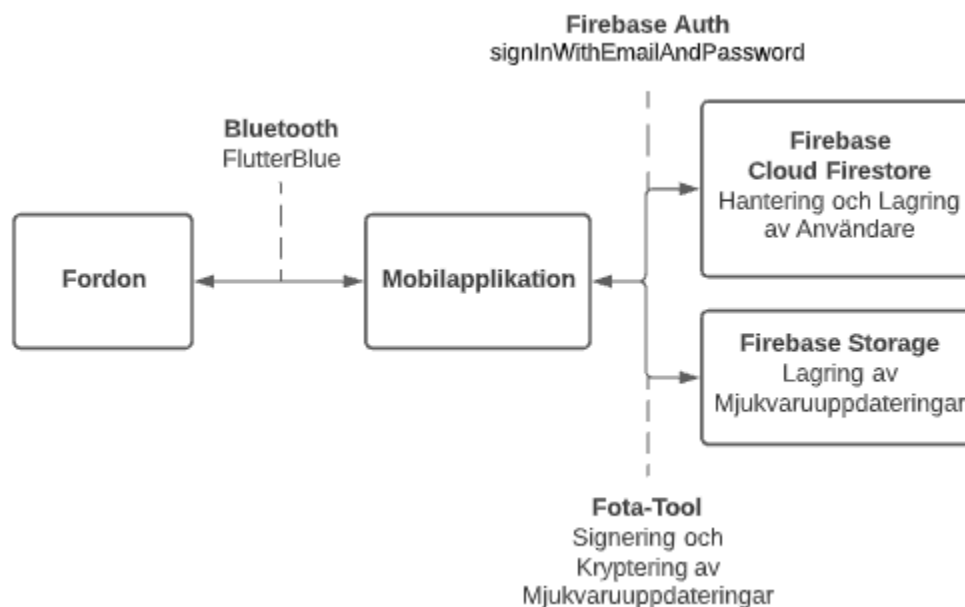 Firebase Auth
signInWithEmailAndPassword
Bluetooth
FlutterBlue
Fordon
Mobilapplikation
Firebase
Cloud Firestore
Hantering och Lagring
av Användare
Firebase Storage
Lagring av
Mjukvaruuppdateringar
Fota-Tool
Signering och
Kryptering av
Mjukvaruuppdateringar